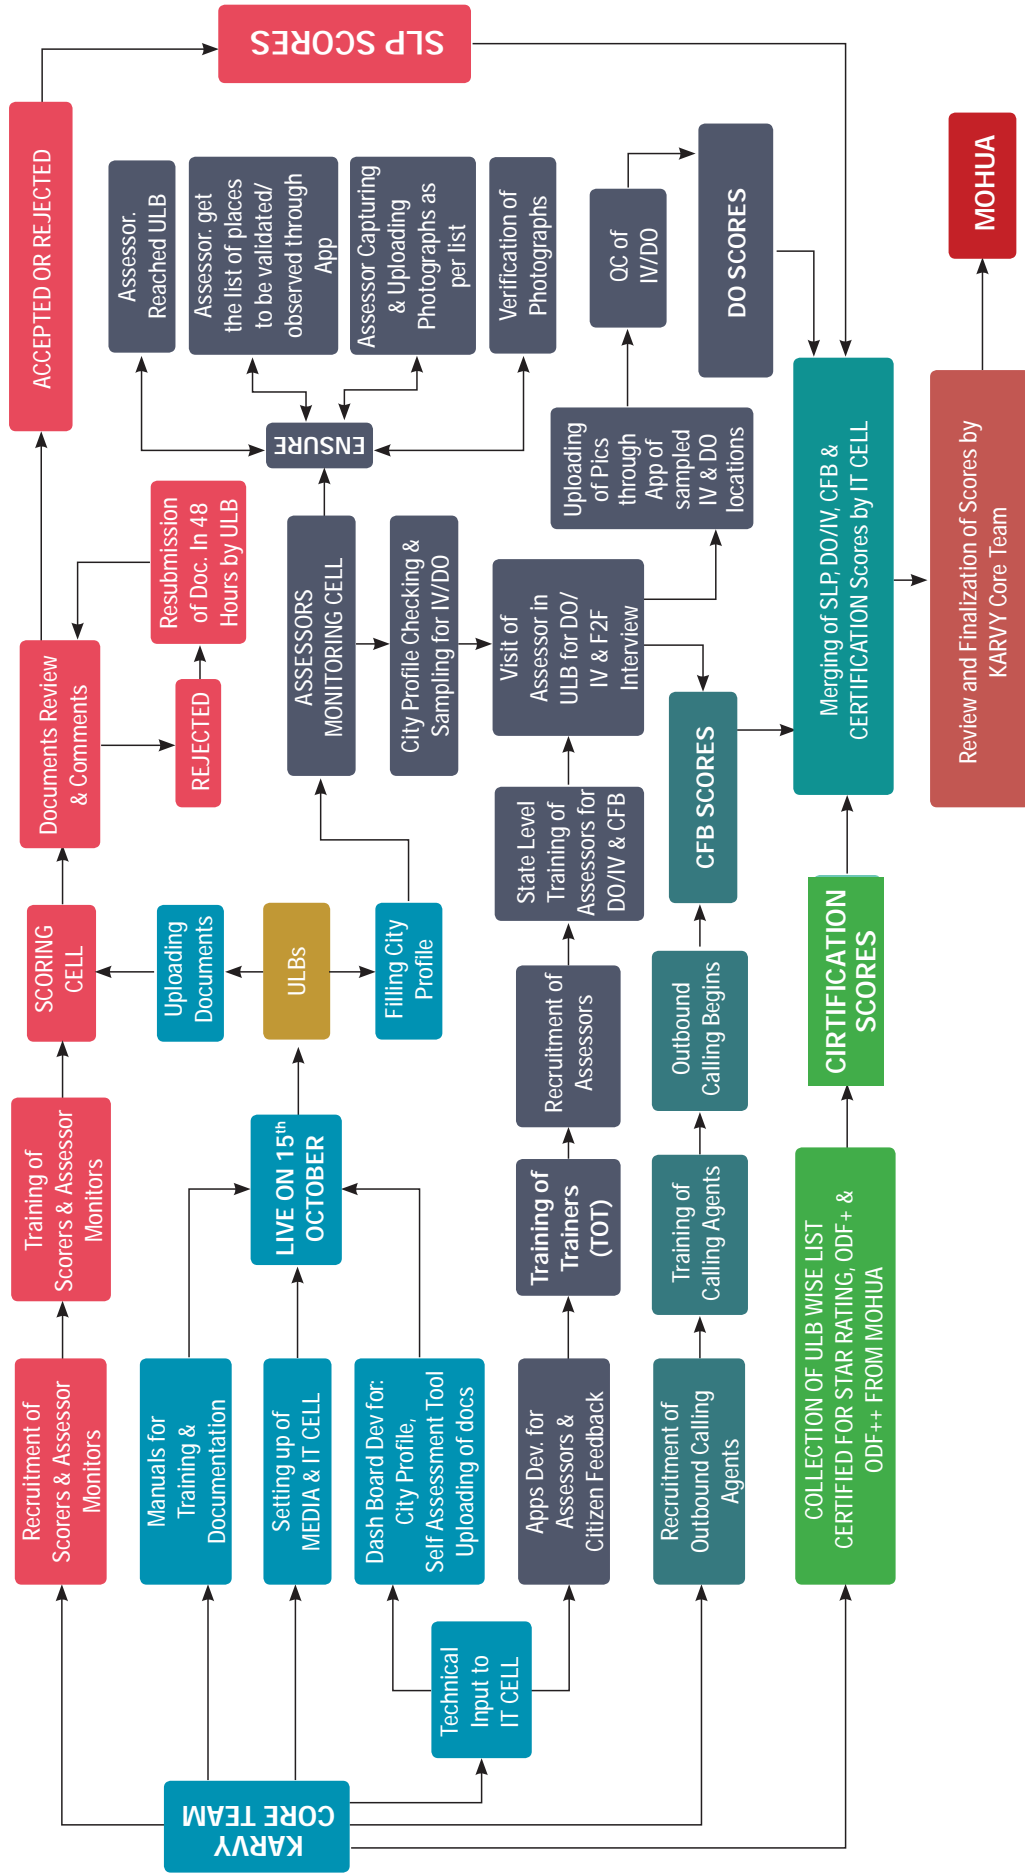 KARVY
CORE TEAM
Recruitment of
Scorers & Assessor
Monitors
Training of
Scorers & Assessor
Monitors
SCORING
CELL
Documents Review
& Comments
REJECTED
Resubmission
of Doc. In 48
Hours by ULB
ACCEPTED OR REJECTED
SLP SCORES
Manuals for
Training &
Documentation
Setting up of
MEDIA & IT CELL
Dash Board Dev for:
City Profile,
Self Assessment Tool
Uploading of docs
Technical
Input to
IT CELL
LIVE ON 15th
OCTOBER
Uploading
Documents
ULBs
Filling City
Profile
ASSESSORS
MONITORING CELL
ENSURE
Assessor.
Reached ULB
Assessor. get
the list of places
to be validated/
observed through
App
Assessor Capturing
& Uploading
Photographs as
per list
Verification of
Photographs
City Profile Checking &
Sampling for IV/DO
Apps Dev. for
Assessors &
Citizen Feedback
Training of
Trainers
(TOT)
Recruitment of
Assessors
State Level
Training of
Assessors for
DO/IV & CFB
Visit of
Assessor in
ULB for DO/
IV & F2F
Interview
Uploading
of Pics
through
App of
sampled
IV & DO
locations
QC of
IV/DO
DO SCORES
Recruitment of
Outbound Calling
Agents
Training of
Calling Agents
Outbound
Calling Begins
CFB SCORES
COLLECTION OF ULB WISE LIST
CERTIFIED FOR STAR RATING, ODF+ &
ODF++ FROM MOHUA
CIRTIFICATION
SCORES
Merging of SLP, DO/IV, CFB &
CERTIFICATION Scores by IT CELL
Review and Finalization of Scores by
KARVY Core Team
MOHUA